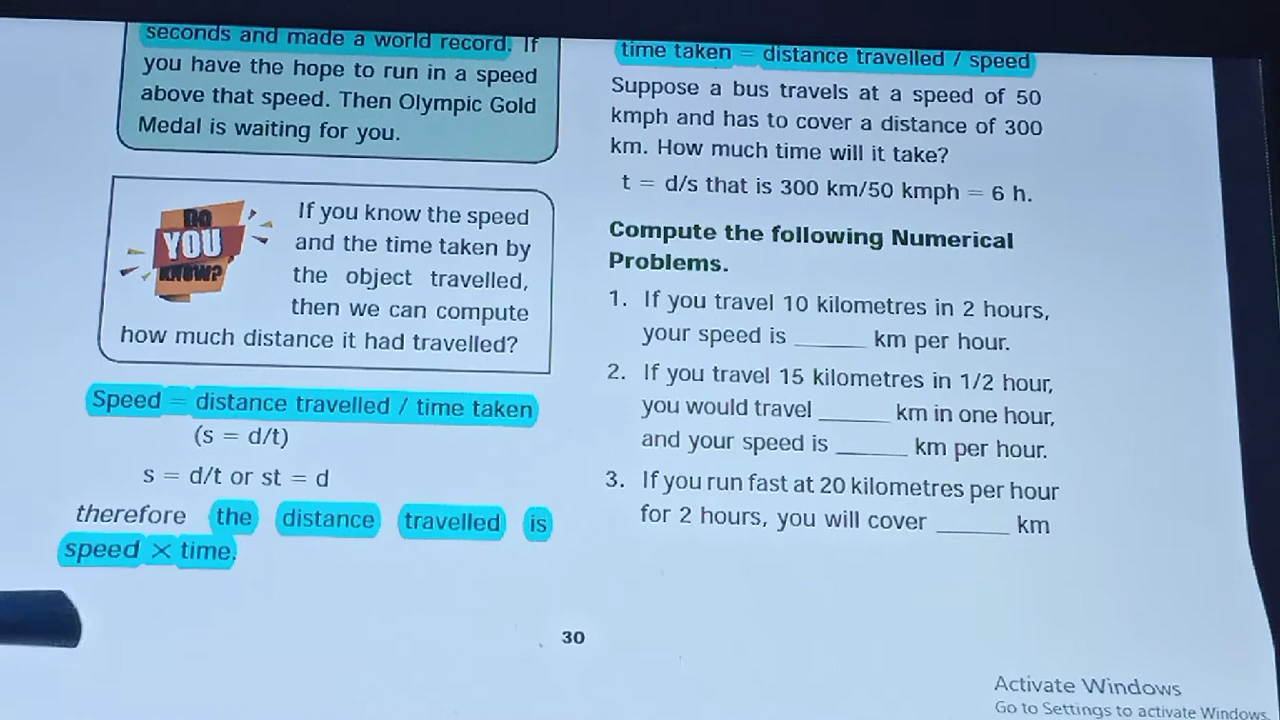 seconds and made a world record. If
you have the hope to run in a speed
above that speed. Then Olympic Gold
Medal is waiting for you.
DO
YOU
KNOW?
If you know the speed
and the time taken by
the object travelled,
then we can compute
how much distance it had travelled?
Speed = distance travelled / time taken
(s = d/t)
s = d/t or st = d
therefore the distance travelled is
speed × time.
time taken = distance travelled / speed
Suppose a bus travels at a speed of 50
kmph and has to cover a distance of 300
km. How much time will it take?
t = d/s that is 300 km/50 kmph = 6 h.
Compute the following Numerical
Problems.
1. If you travel 10 kilometres in 2 hours,
your speed is ______ km per hour.
2. If you travel 15 kilometres in 1/2 hour,
you would travel ______ km in one hour,
and your speed is ______ km per hour.
3. If you run fast at 20 kilometres per hour
for 2 hours, you will cover ______ km
30
Activate Windows
Go to Settings to activate Windows.